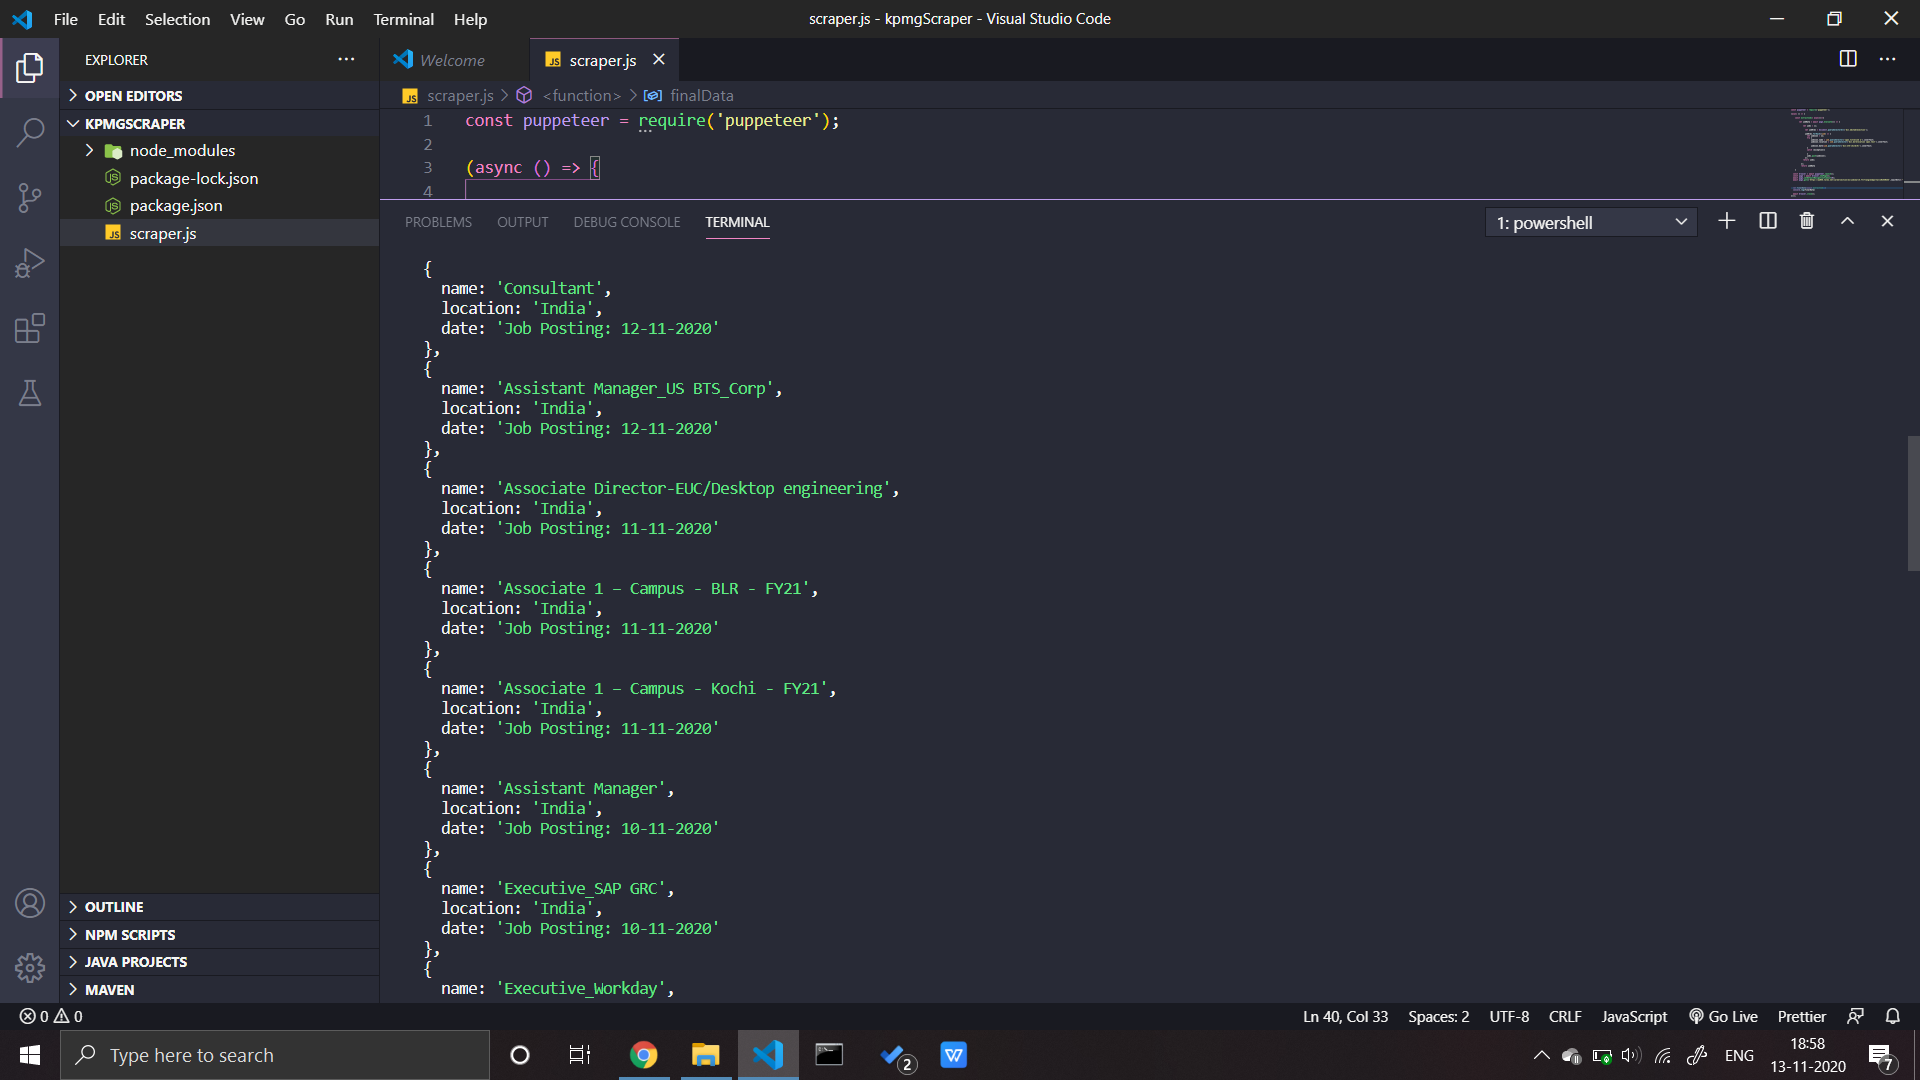 File Edit Selection View Go Run Terminal Help
scraper.js - kpmgScraper - Visual Studio Code
EXPLORER
Welcome
JS scraper.js
OPEN EDITORS
JS scraper.js > <function> > finalData
KPMGSCRAPER
node_modules
package-lock.json
package.json
JS scraper.js
1 const puppeteer = require('puppeteer');
2
3 (async () => {
4
PROBLEMS OUTPUT DEBUG CONSOLE TERMINAL
1: powershell
{
name: 'Consultant',
location: 'India',
date: 'Job Posting: 12-11-2020'
},
{
name: 'Assistant Manager_US BTS_Corp',
location: 'India',
date: 'Job Posting: 12-11-2020'
},
{
name: 'Associate Director-EUC/Desktop engineering',
location: 'India',
date: 'Job Posting: 11-11-2020'
},
{
name: 'Associate 1 – Campus - BLR - FY21',
location: 'India',
date: 'Job Posting: 11-11-2020'
},
{
name: 'Associate 1 – Campus - Kochi - FY21',
location: 'India',
date: 'Job Posting: 11-11-2020'
},
{
name: 'Assistant Manager',
location: 'India',
date: 'Job Posting: 10-11-2020'
},
{
name: 'Executive_SAP GRC',
location: 'India',
date: 'Job Posting: 10-11-2020'
},
{
name: 'Executive_Workday',
OUTLINE
NPM SCRIPTS
JAVA PROJECTS
MAVEN
0 0
Ln 40, Col 33 Spaces: 2 UTF-8 CRLF JavaScript Go Live Prettier
Type here to search
2
W
ENG
18:58
13-11-2020
7